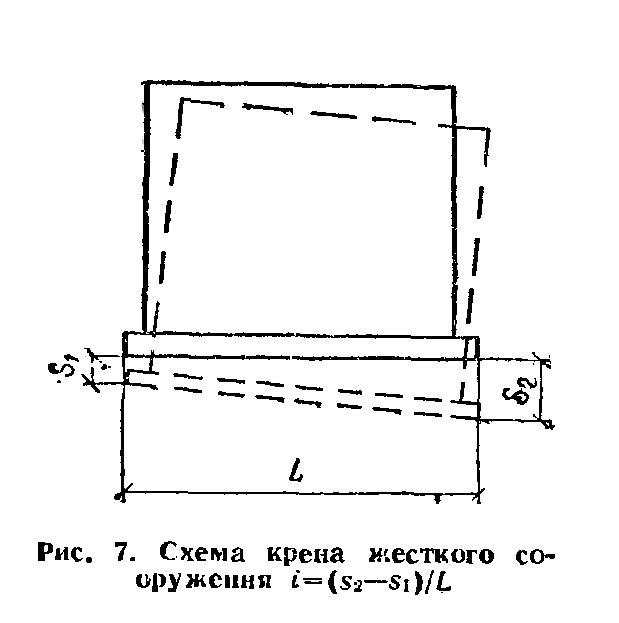 S₁
S₂
L
Рис. 7. Схема крена жесткого со-
оружения i=(s₂—s₁)/L